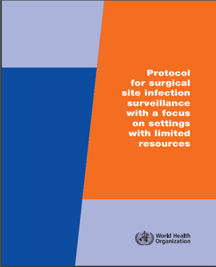 Protocol
for surgical
site infection
surveillance
with a focus
on settings
with limited
resources
World Health
Organization